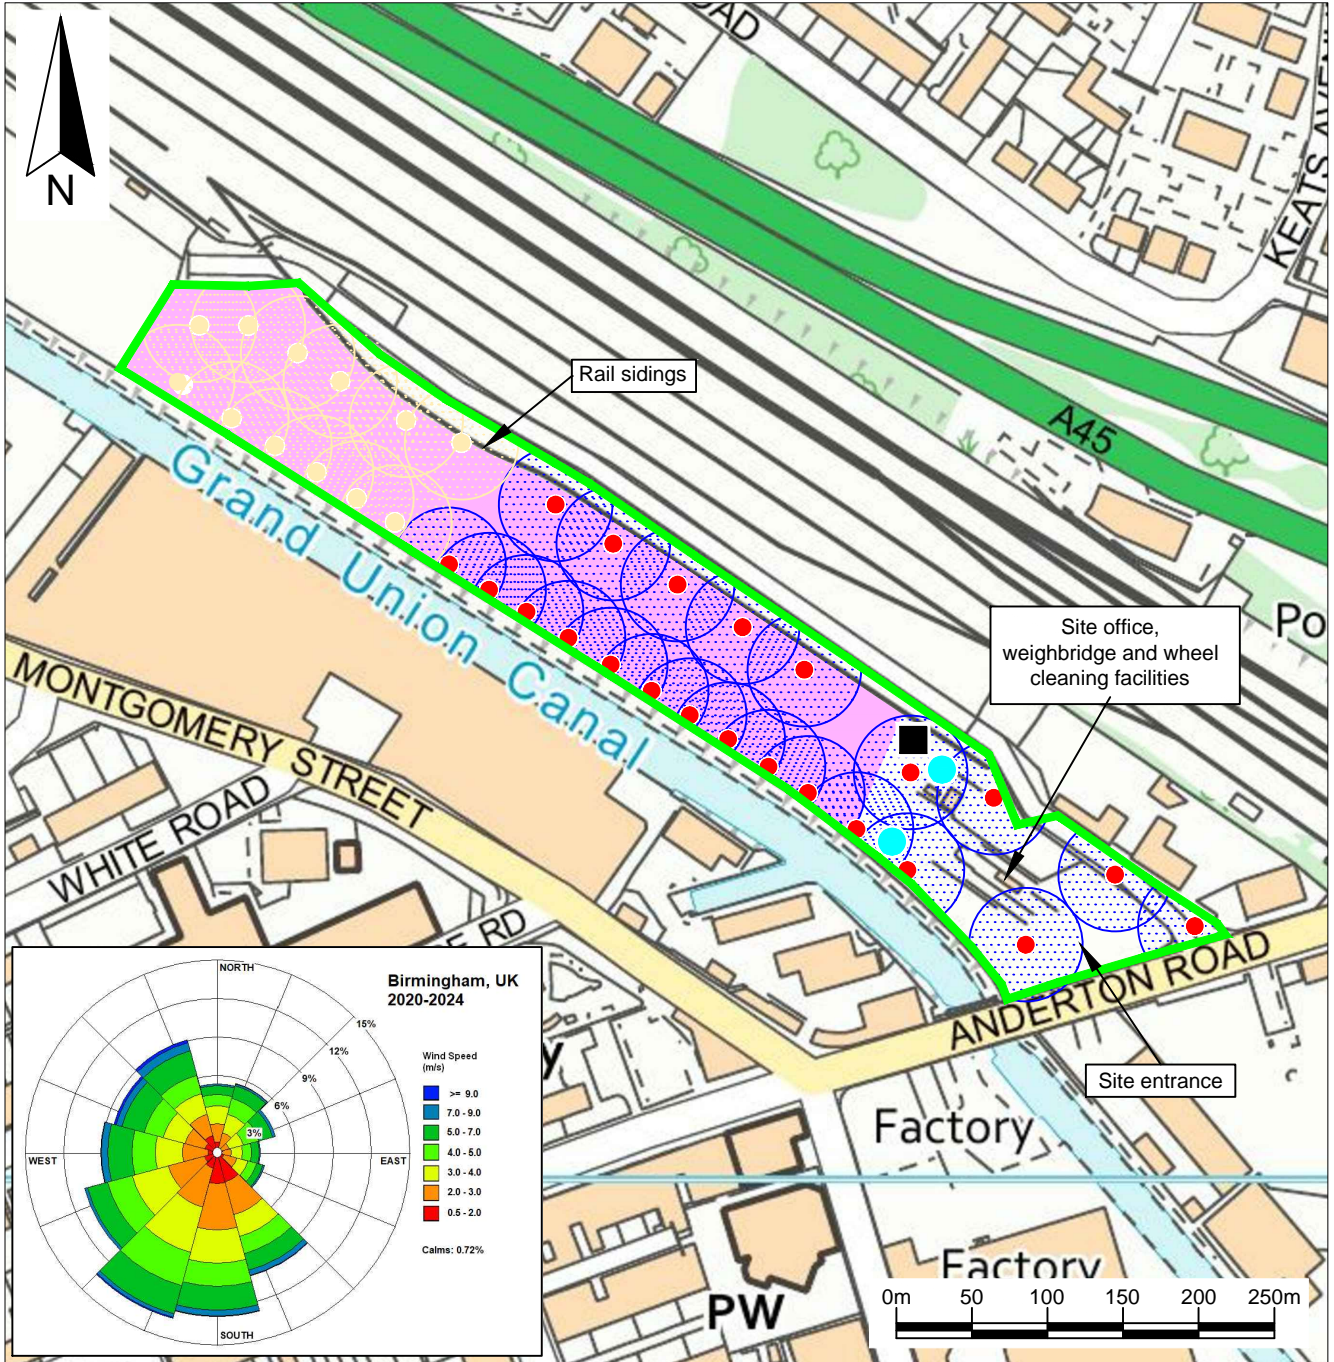 OAD
N
KEATS
Rail sidings
A45
Grand Union Canal
Site office,
weighbridge and wheel
cleaning facilities
Po
MONTGOMERY STREET
WHITE ROAD
RD
ANDERTON ROAD
Site entrance
Factory
Factory
PW
0m 50 100 150 200 250m
Birmingham, UK
2020-2024
NORTH
15%
12%
9%
6%
3%
WEST
EAST
SOUTH
Wind Speed
(m/s)
>= 9.0
7.0 - 9.0
5.0 - 7.0
4.0 - 5.0
3.0 - 4.0
2.0 - 3.0
0.5 - 2.0
Calms: 0.72%